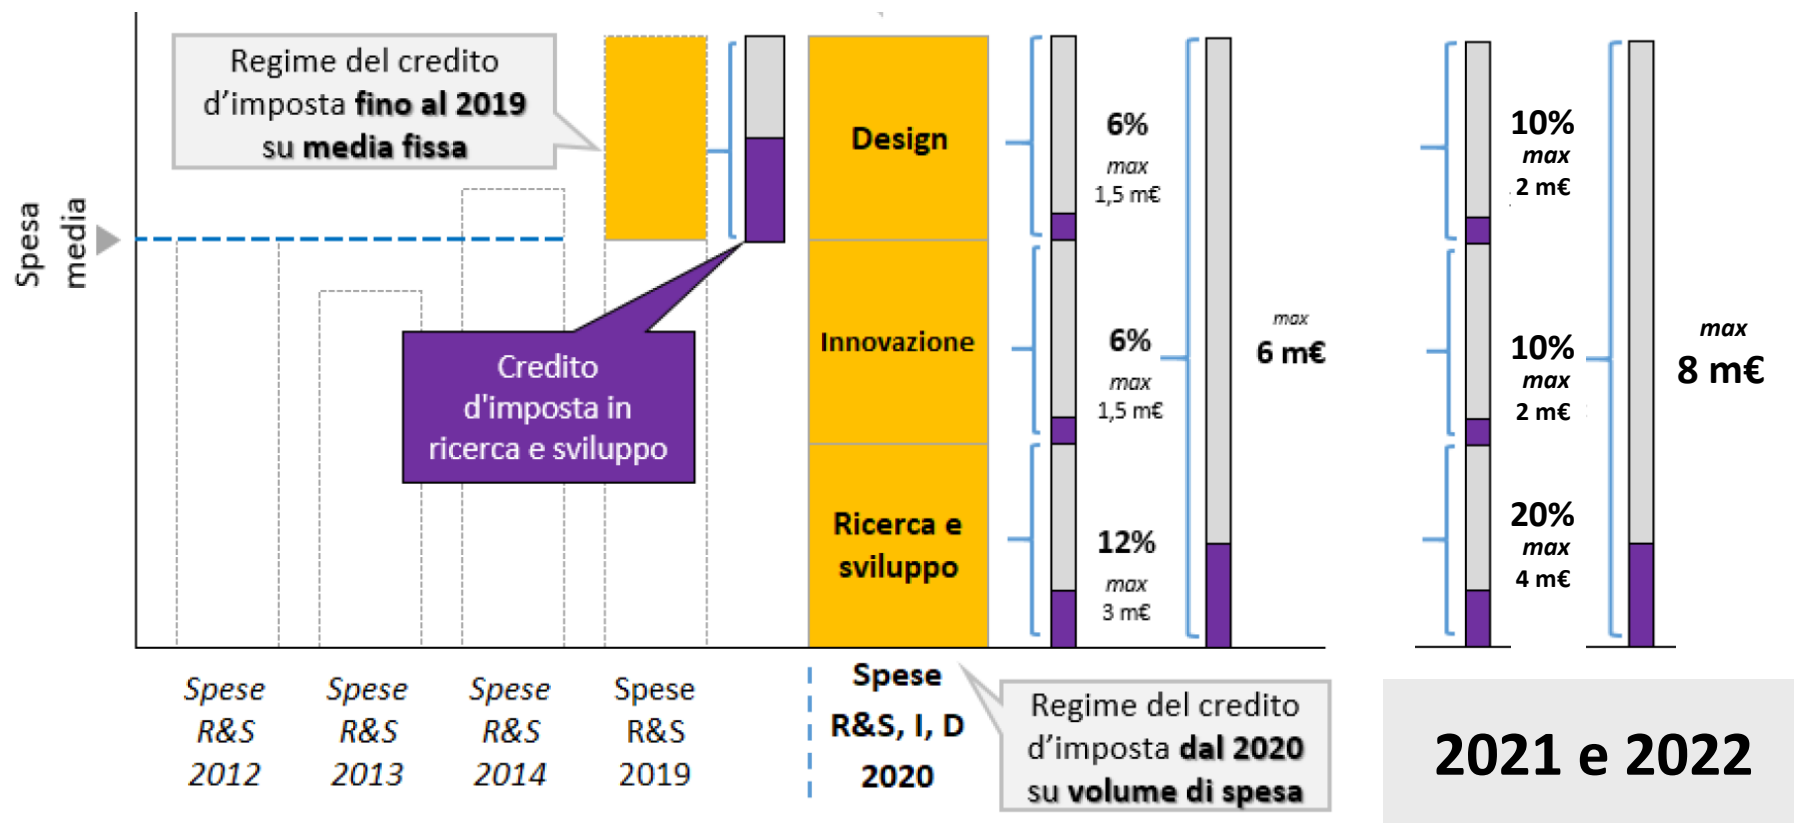 Regime del credito
d’imposta fino al 2019
su media fissa
Spesa
media
Credito
d'imposta in
ricerca e sviluppo
Design
Innovazione
Ricerca e
sviluppo
6%
max
1,5 m€
6%
max
1,5 m€
12%
max
3 m€
max
6 m€
10%
max
2 m€
10%
max
2 m€
20%
max
4 m€
max
8 m€
Spese
R&S
2012
Spese
R&S
2013
Spese
R&S
2014
Spese
R&S
2019
Spese
R&S, I, D
2020
Regime del credito
d’imposta dal 2020
su volume di spesa
2021 e 2022